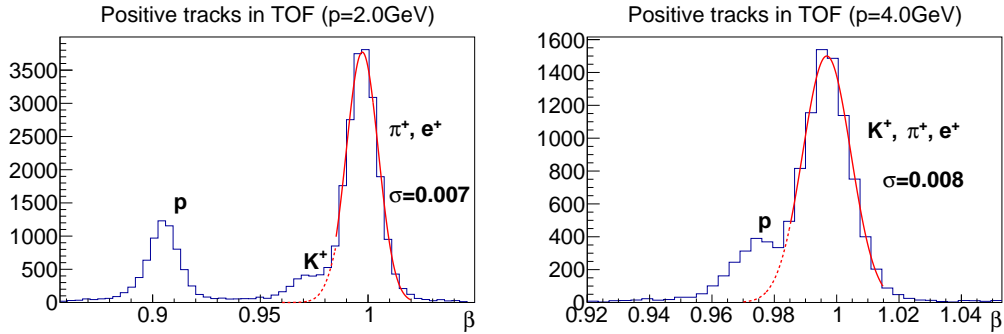 Positive tracks in TOF (p=2.0GeV)
3500
3000
2500
2000
1500
1000
500
0
π⁺, e⁺
σ=0.007
p
K⁺
0.9
0.95
1
β
Positive tracks in TOF (p=4.0GeV)
1600
1400
1200
1000
800
600
400
200
0
K⁺, π⁺, e⁺
σ=0.008
p
0.92
0.94
0.96
0.98
1
1.02
1.04
β